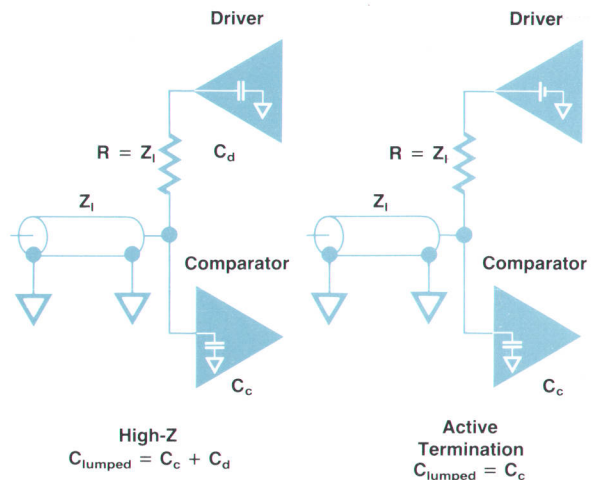 Driver
R = Zl
Cd
Zl
Comparator
Cc
High-Z
Clumped = Cc + Cd
Driver
R = Zl
Zl
Comparator
Cc
Active
Termination
Clumped = Cc